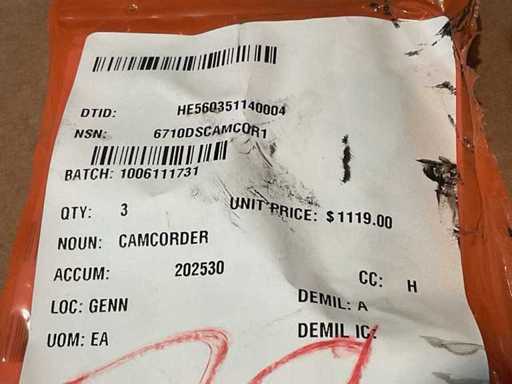 DTID: HE560351140004
NSN: 6710DSCAMCOR1
BATCH: 1006111731
QTY: 3 UNIT PRICE: $1119.00
NOUN: CAMCORDER
ACCUM: 202530 CC: H
LOC: GENN DEMIL: A
UOM: EA DEMIL IC: